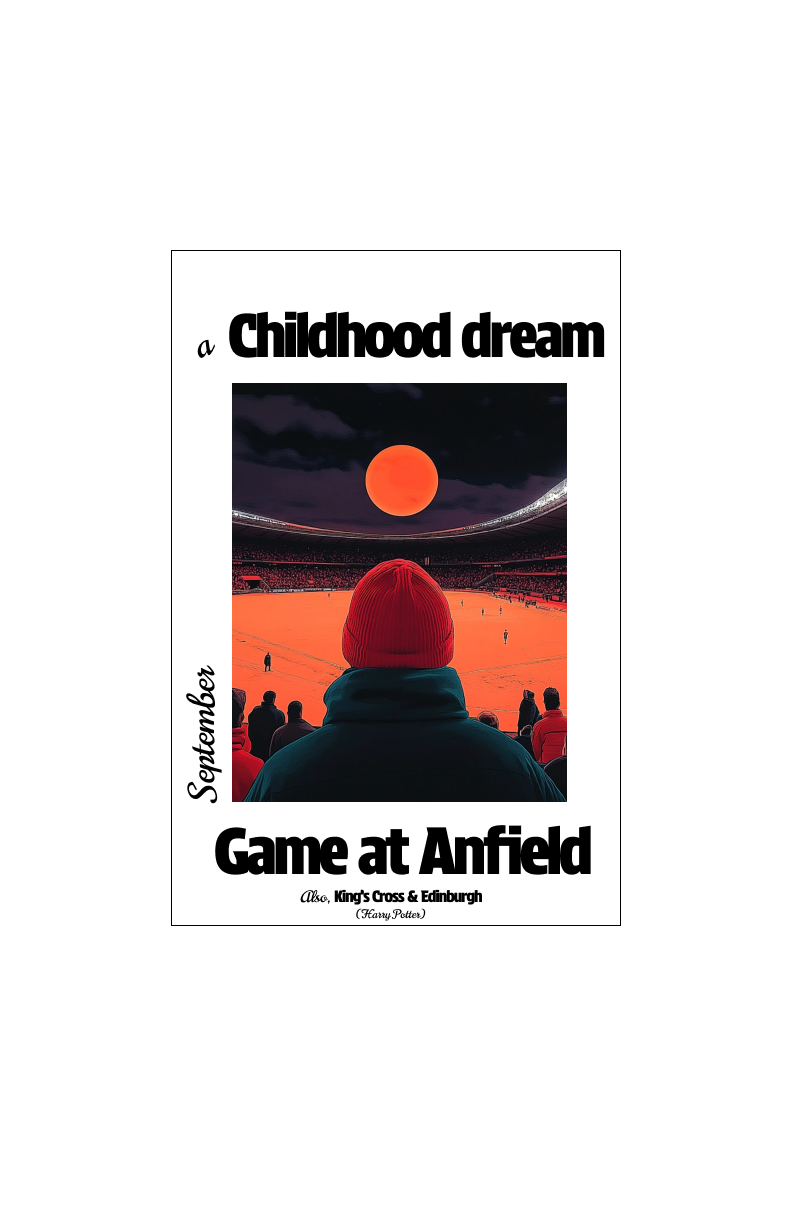 a Childhood dream
September
Game at Anfield
Also, King's Cross & Edinburgh
(Harry Potter)